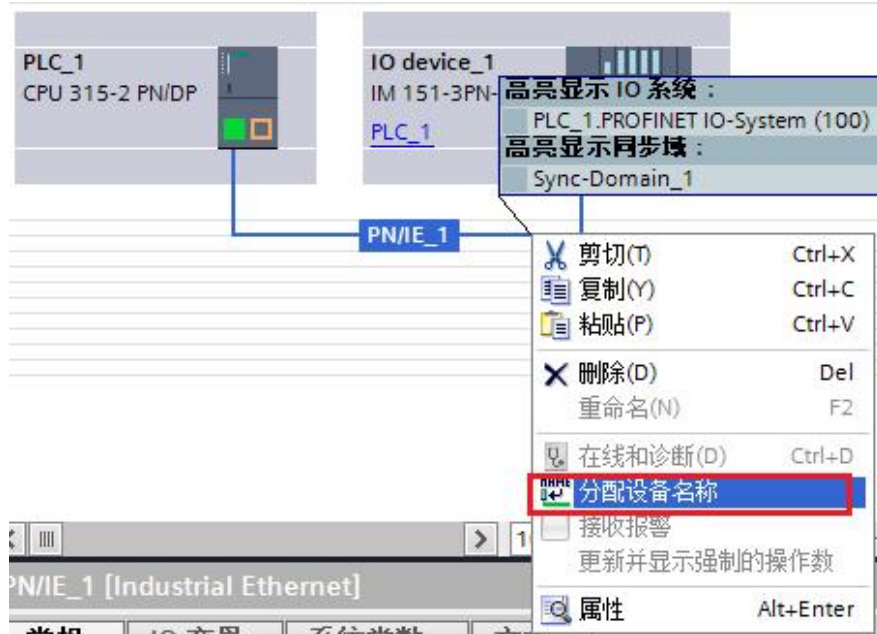 PLC_1
CPU 315-2 PN/DP
IO device_1
IM 151-3PN-
PLC_1
高亮显示 IO 系统：
PLC_1.PROFINET IO-System (100)
高亮显示同步域：
Sync-Domain_1
PN/IE_1
剪切(T) Ctrl+X
复制(Y) Ctrl+C
粘贴(P) Ctrl+V
删除(D) Del
重命名(N) F2
在线和诊断(D) Ctrl+D
分配设备名称
接收报警
更新并显示强制的操作数
属性 Alt+Enter
PN/IE_1 [Industrial Ethernet]